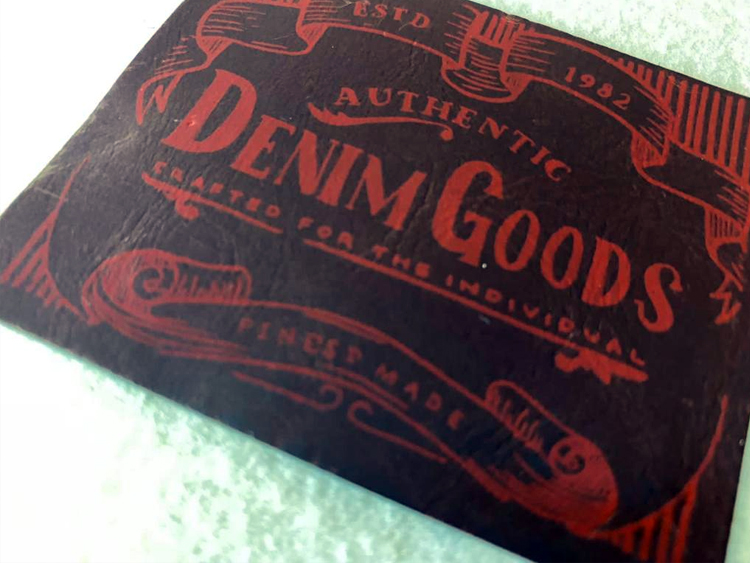 ESTD 1982
AUTHENTIC
DENIM GOODS
CRAFTED FOR THE INDIVIDUAL
FINEST MADE